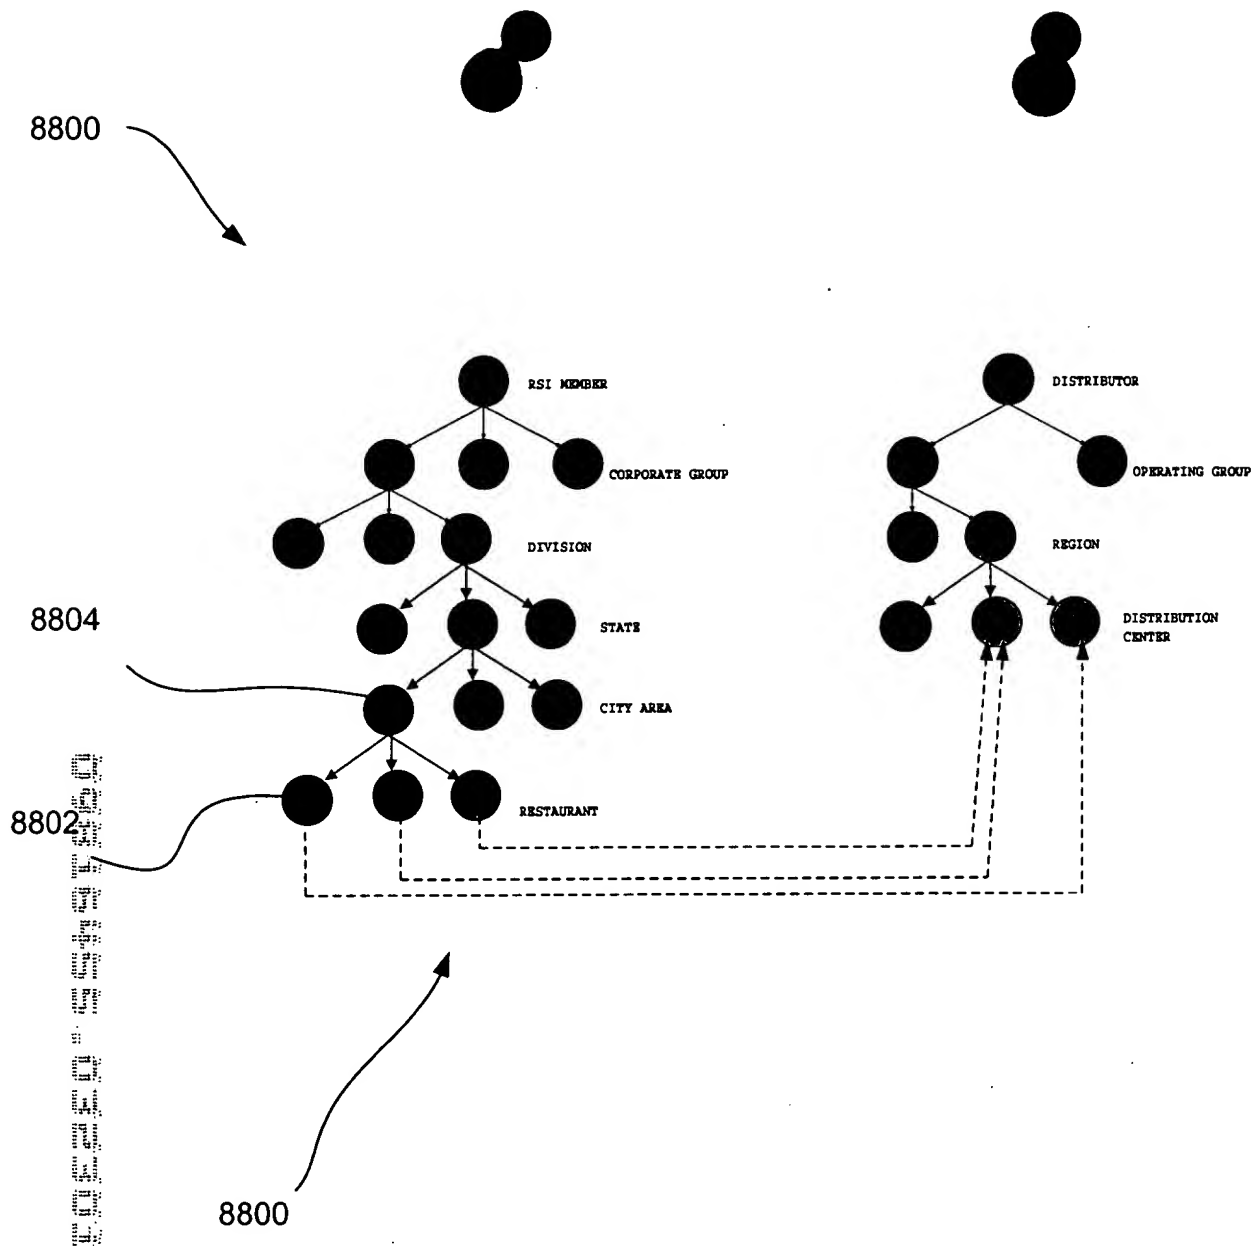 8800
RSI MEMBER
DISTRIBUTOR
CORPORATE GROUP
OPERATING GROUP
DIVISION
REGION
8804
STATE
DISTRIBUTION
CENTER
CITY AREA
8802
RESTAURANT
8800